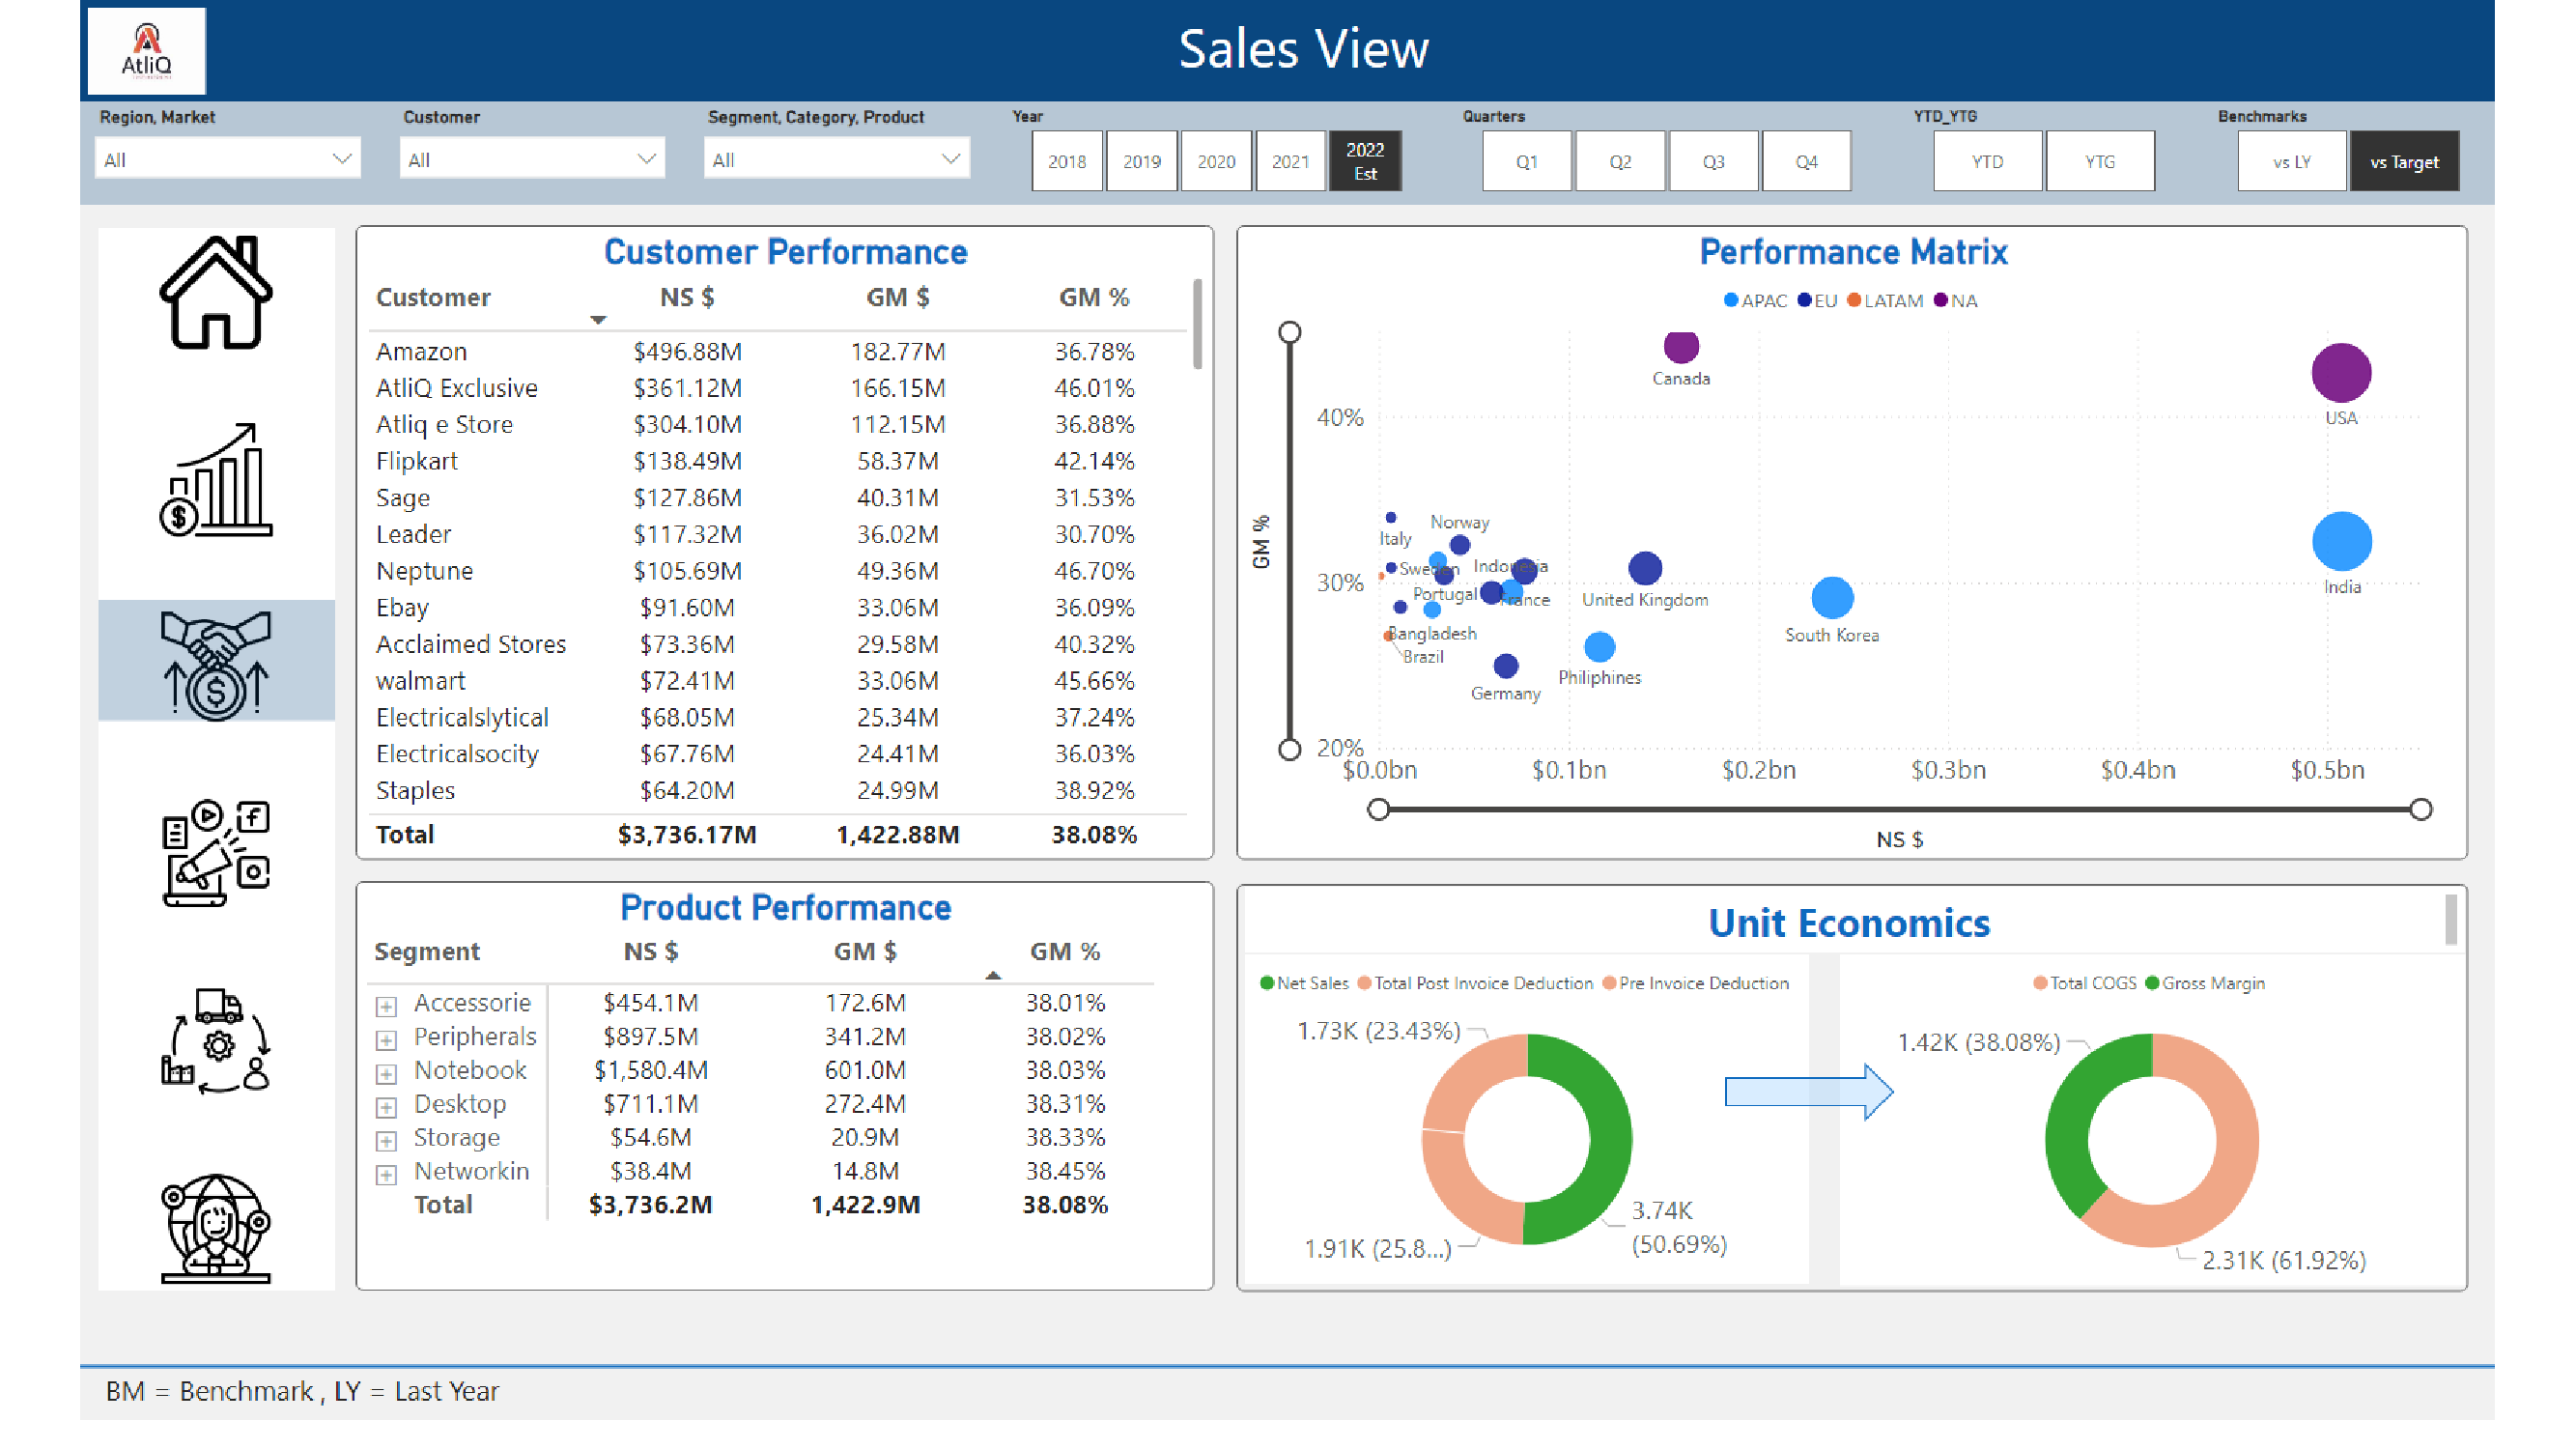 AtliQ
Sales View
Region, Market
Customer
Segment, Category, Product
Year
Quarters
YTD_YTG
Benchmarks
All
All
All
2018
2019
2020
2021
2022
Est
Q1
Q2
Q3
Q4
YTD
YTG
vs LY
vs Target
Customer Performance
Customer NS $ GM $ GM %
Amazon $496.88M 182.77M 36.78%
AtliQ Exclusive $361.12M 166.15M 46.01%
Atliq e Store $304.10M 112.15M 36.88%
Flipkart $138.49M 58.37M 42.14%
Sage $127.86M 40.31M 31.53%
Leader $117.32M 36.02M 30.70%
Neptune $105.69M 49.36M 46.70%
Ebay $91.60M 33.06M 36.09%
Acclaimed Stores $73.36M 29.58M 40.32%
walmart $72.41M 33.06M 45.66%
Electricalslytical $68.05M 25.34M 37.24%
Electricalsocity $67.76M 24.41M 36.03%
Staples $64.20M 24.99M 38.92%
Total $3,736.17M 1,422.88M 38.08%
Performance Matrix
APAC EU LATAM NA
GM %
40%
30%
20%
Canada
USA
Italy
Norway
Sweden
Indonesia
Portugal
France
United Kingdom
India
Bangladesh
Brazil
South Korea
Germany
Philiphines
$0.0bn $0.1bn $0.2bn $0.3bn $0.4bn $0.5bn
NS $
Product Performance
Segment NS $ GM $ GM %
Accessorie $454.1M 172.6M 38.01%
Peripherals $897.5M 341.2M 38.02%
Notebook $1,580.4M 601.0M 38.03%
Desktop $711.1M 272.4M 38.31%
Storage $54.6M 20.9M 38.33%
Networkin $38.4M 14.8M 38.45%
Total $3,736.2M 1,422.9M 38.08%
Unit Economics
Net Sales Total Post Invoice Deduction Pre Invoice Deduction
1.73K (23.43%)
1.91K (25.8...)
3.74K
(50.69%)
Total COGS Gross Margin
1.42K (38.08%)
2.31K (61.92%)
BM = Benchmark , LY = Last Year